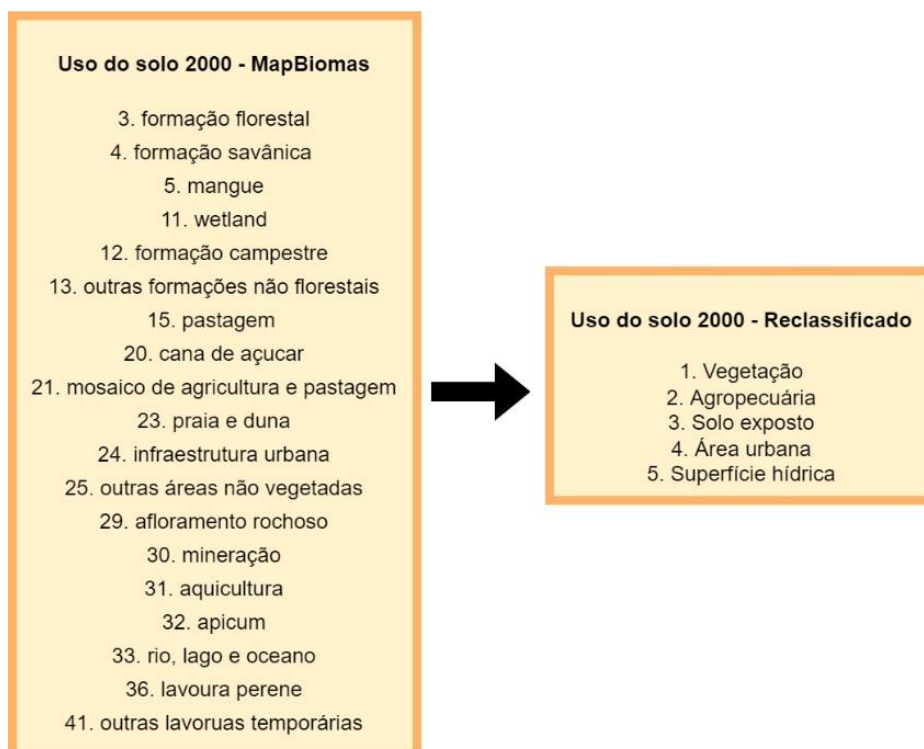 Uso do solo 2000 - MapBiomas
3. formação florestal
4. formação savânica
5. mangue
11. wetland
12. formação campestre
13. outras formações não florestais
15. pastagem
20. cana de açucar
21. mosaico de agricultura e pastagem
23. praia e duna
24. infraestrutura urbana
25. outras áreas não vegetadas
29. afloramento rochoso
30. mineração
31. aquicultura
32. apicum
33. rio, lago e oceano
36. lavoura perene
41. outras lavoruas temporárias
Uso do solo 2000 - Reclassificado
1. Vegetação
2. Agropecuária
3. Solo exposto
4. Área urbana
5. Superfície hídrica